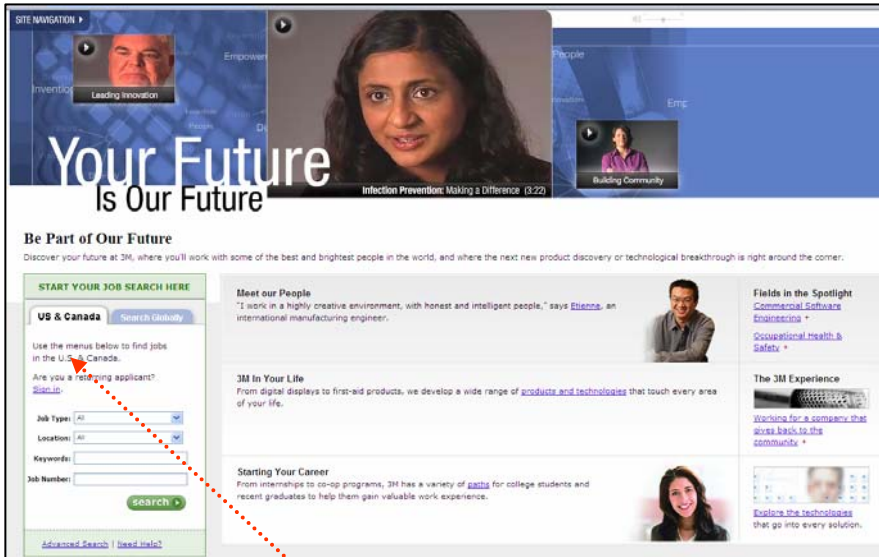 SITE NAVIGATION
Leading Innovation
People
Building Community
Your Future
Is Our Future
Infection Prevention: Making a Difference (3:22)
Be Part of Our Future
Discover your future at 3M, where you'll work with some of the best and brightest people in the world, and where the next new product discovery or technological breakthrough is right around the corner.
START YOUR JOB SEARCH HERE
US & Canada
Search Globally
Use the menus below to find jobs
in the U.S. & Canada.
Are you a returning applicant?
Sign in.
Job Type: All
Location: All
Keywords:
Job Number:
search
Advanced Search | Need Help?
Meet our People
"I work in a highly creative environment, with honest and intelligent people," says Etienne, an
international manufacturing engineer.
3M In Your Life
From digital displays to first-aid products, we develop a wide range of products and technologies that touch every area
of your life.
Starting Your Career
From internships to co-op programs, 3M has a variety of paths for college students and
recent graduates to help them gain valuable work experience.
Fields in the Spotlight
Commercial Software
Engineering +
Occupational Health &
Safety +
The 3M Experience
Working for a company that
gives back to the
community +
Explore the technologies
that go into every solution.